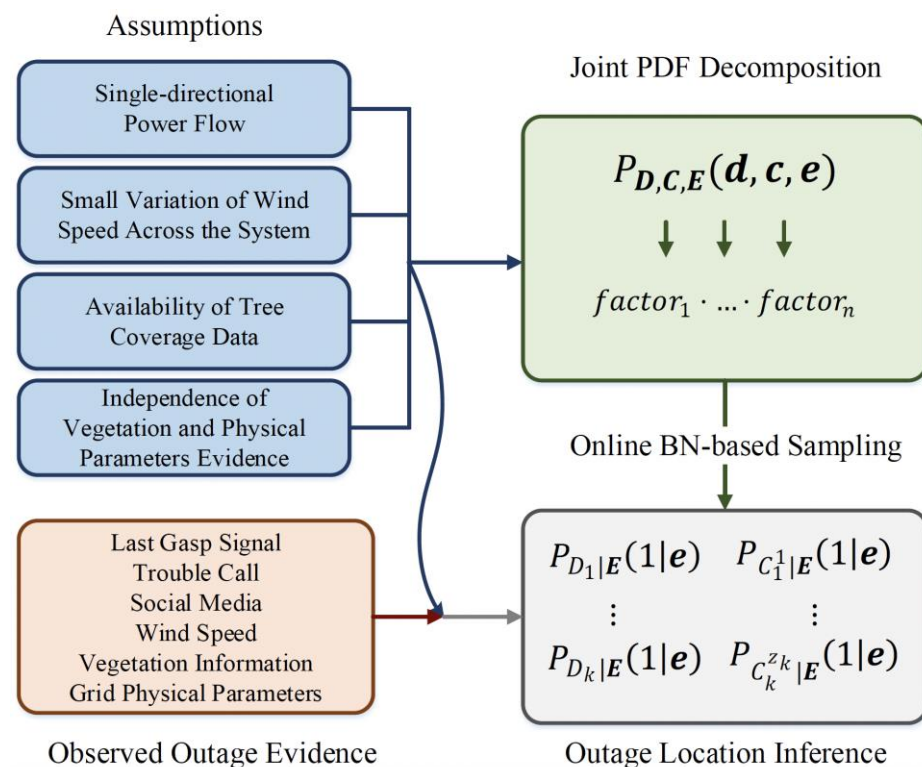 Assumptions
Single-directional
Power Flow
Small Variation of Wind
Speed Across the System
Availability of Tree
Coverage Data
Independence of
Vegetation and Physical
Parameters Evidence
Last Gasp Signal
Trouble Call
Social Media
Wind Speed
Vegetation Information
Grid Physical Parameters
Observed Outage Evidence
Joint PDF Decomposition
P_{D,C,E}(d, c, e)
factor_1 · ... · factor_n
Online BN-based Sampling
P_{D_1|E}(1|e) P_{C_1^1|E}(1|e)
⋮ ⋮
P_{D_k|E}(1|e) P_{C_k^{z_k}|E}(1|e)
Outage Location Inference